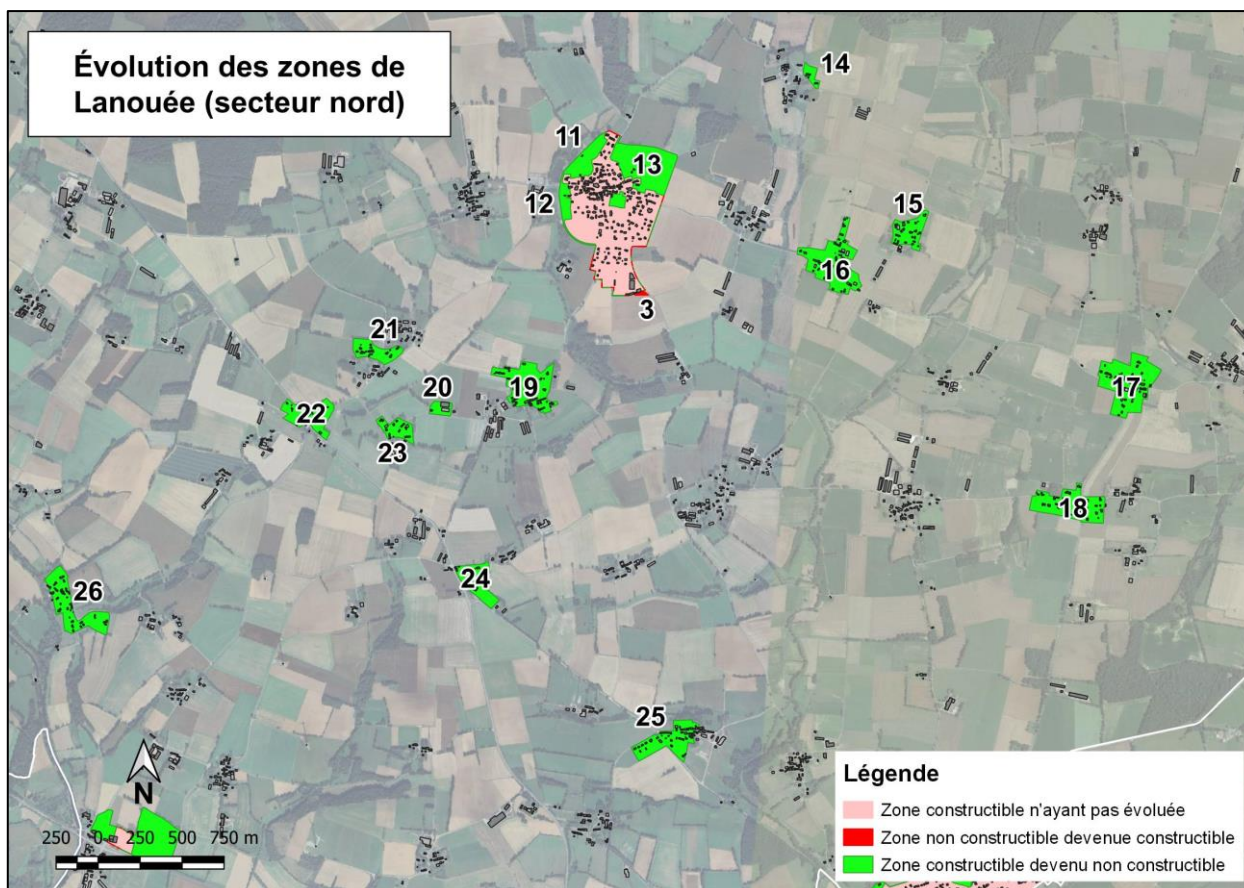 Évolution des zones de
Lanouée (secteur nord)
14
11
13
12
15
16
3
21
20
19
17
22
23
18
24
26
25
N
250 0 250 500 750 m
Légende
Zone constructible n'ayant pas évoluée
Zone non constructible devenue constructible
Zone constructible devenu non constructible